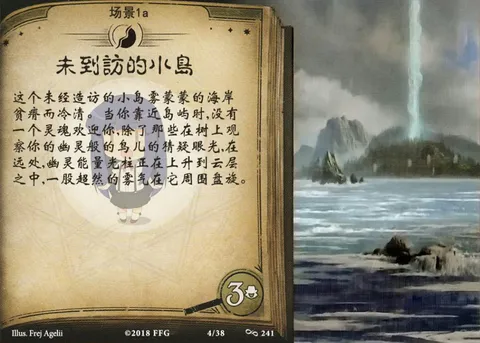 场景1a
未到訪的小島
这个未经造访的小岛雾蒙蒙的海岸
贫瘠而冷清。当你靠近岛屿时,没有
一个灵魂欢迎你,除了那些在树上观
察你的幽灵般的鸟儿的猜疑眼光,在
远处,幽灵能量光柱正在上升到云层
之中,一股超然的雾气在它周围盘旋。
3
Illus. Frej Agelii ©2018 FFG 4/38 241